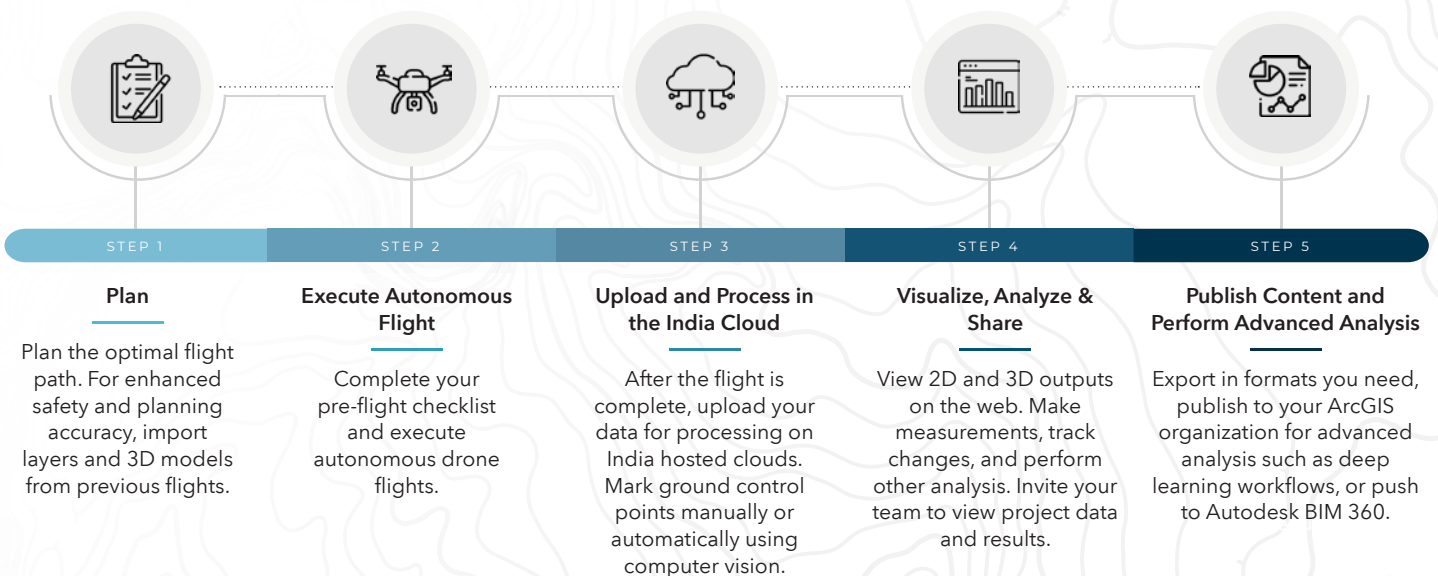 STEP 1
STEP 2
STEP 3
STEP 4
STEP 5
Plan
Plan the optimal flight
path. For enhanced
safety and planning
accuracy, import
layers and 3D models
from previous flights.
Execute Autonomous
Flight
Complete your
pre-flight checklist
and execute
autonomous drone
flights.
Upload and Process in
the India Cloud
After the flight is
complete, upload your
data for processing on
India hosted clouds.
Mark ground control
points manually or
automatically using
computer vision.
Visualize, Analyze &
Share
View 2D and 3D outputs
on the web. Make
measurements, track
changes, and perform
other analysis. Invite your
team to view project data
and results.
Publish Content and
Perform Advanced Analysis
Export in formats you need,
publish to your ArcGIS
organization for advanced
analysis such as deep
learning workflows, or push
to Autodesk BIM 360.